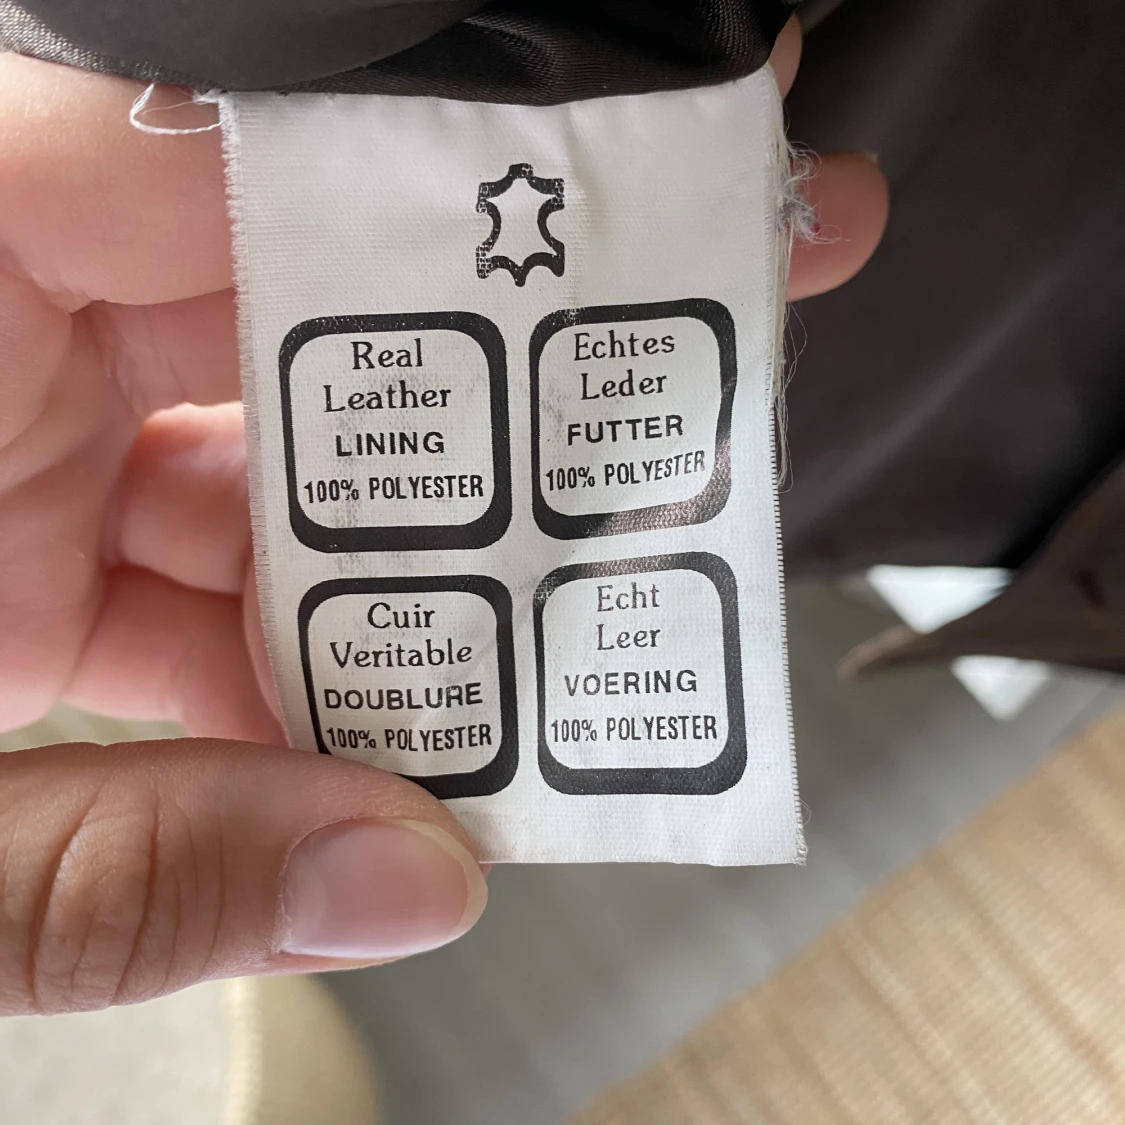 Real
Leather
LINING
100% POLYESTER
Echtes
Leder
FUTTER
100% POLYESTER
Cuir
Veritable
DOUBLURE
100% POLYESTER
Echt
Leer
VOERING
100% POLYESTER